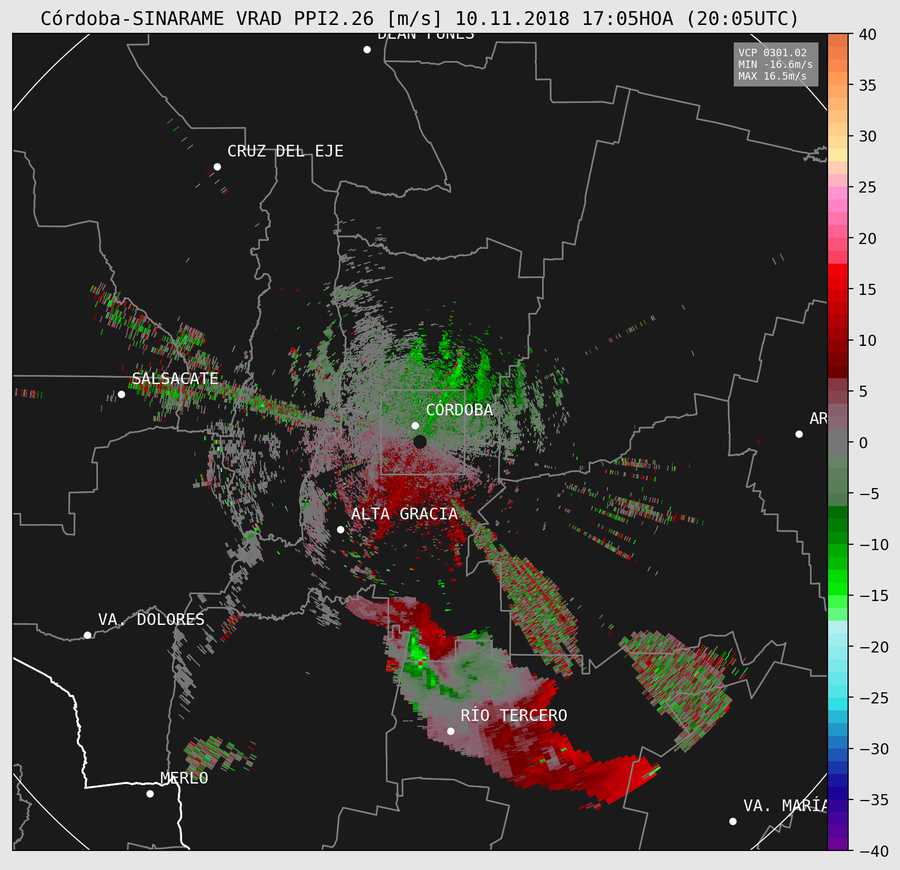 Córdoba-SINARAME VRAD PPI2.26 [m/s] 10.11.2018 17:05HOA (20:05UTC)
DEAN FUNES
VCP 0301.02
MIN -16.6m/s
MAX 16.5m/s
CRUZ DEL EJE
SALSACATE
CÓRDOBA
AR
ALTA GRACIA
VA. DOLORES
RÍO TERCERO
MERLO
VA. MARÍA
40
35
30
25
20
15
10
5
0
−5
−10
−15
−20
−25
−30
−35
−40